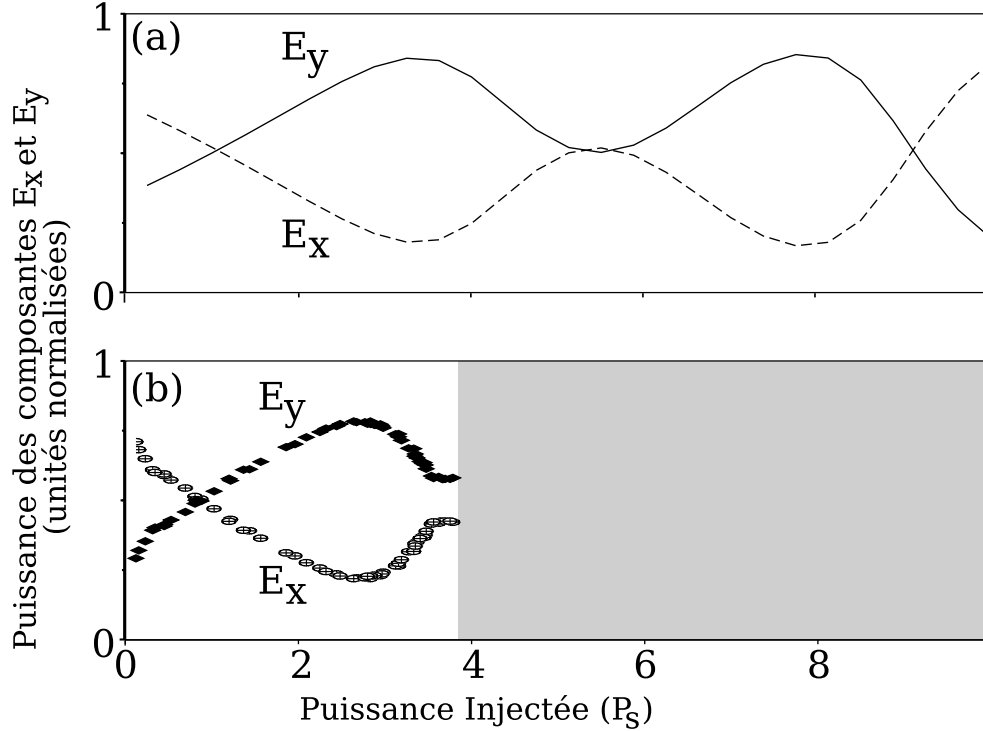 Puissance des composantes Ex et Ey
(unités normalisées)
1
(a)
Ey
Ex
0
1
(b)
Ey
Ex
0
0 2 4 6 8
Puissance Injectée (Ps)